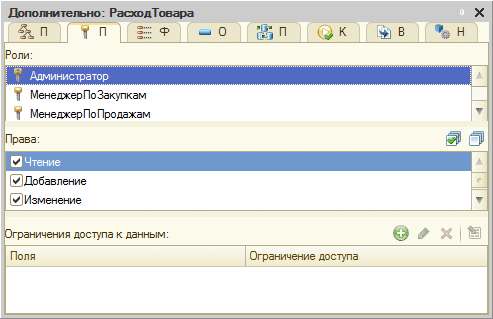 Дополнительно: РасходТовара
П П Ф О П К В Н
Роли:
Администратор
МенеджерПоЗакупкам
МенеджерПоПродажам
Права:
Чтение
Добавление
Изменение
Ограничения доступа к данным:
Поля Ограничение доступа